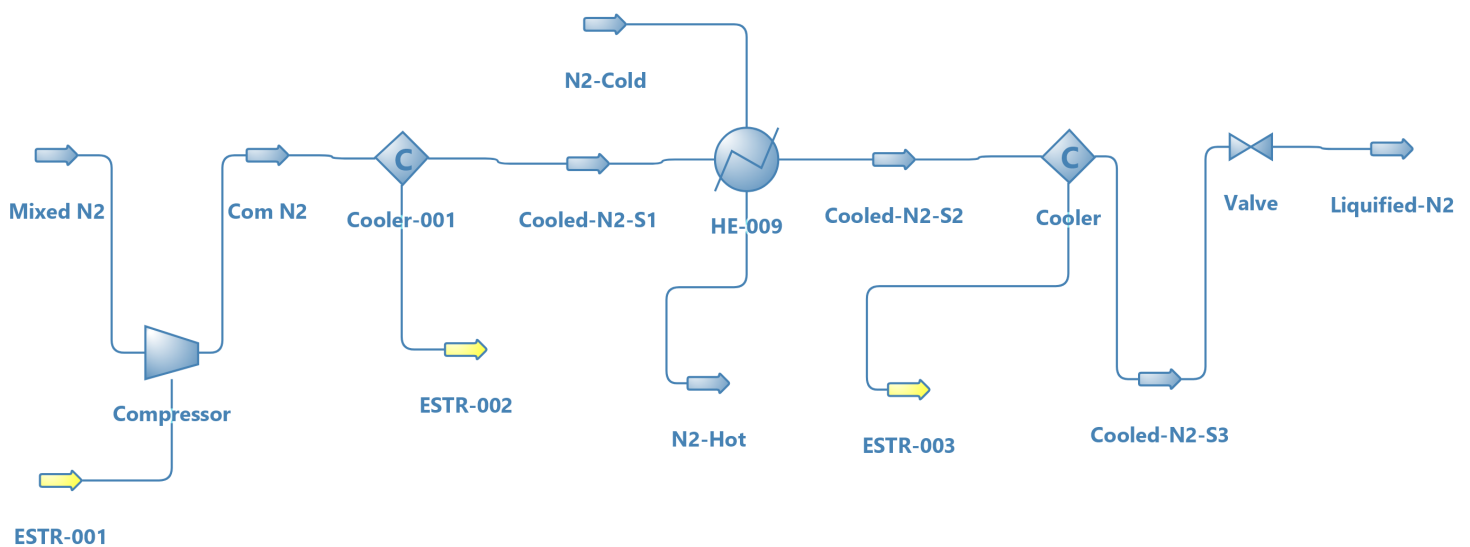 N2-Cold
Mixed N2
Com N2
C
Cooler-001
Cooled-N2-S1
HE-009
Cooled-N2-S2
C
Cooler
Valve
Liquified-N2
Compressor
ESTR-002
N2-Hot
ESTR-003
Cooled-N2-S3
ESTR-001